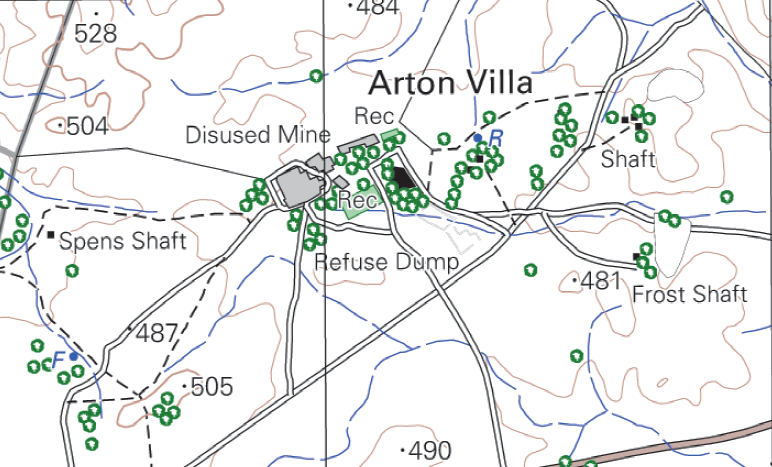 484
528
Arton Villa
504
Rec
Disused Mine
R
Shaft
Rec
Spens Shaft
Refuse Dump
481
Frost Shaft
487
F
505
490